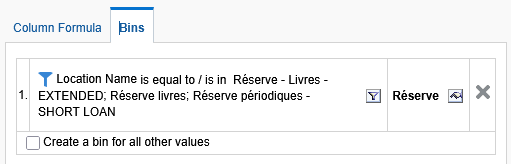 Column Formula Bins
Location Name is equal to / is in Réserve - Livres -
1. EXTENDED; Réserve livres; Réserve périodiques - Réserve
SHORT LOAN
Create a bin for all other values